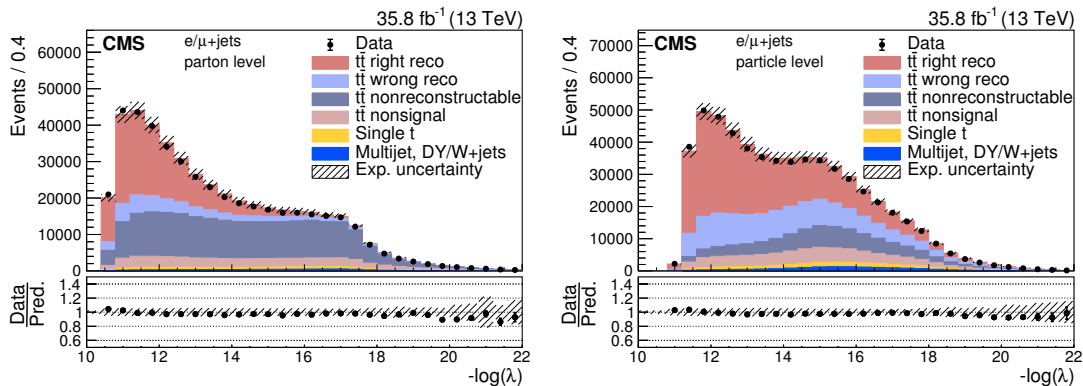 35.8 fb⁻¹ (13 TeV)
CMS
e/μ+jets
parton level
Data
tt̄ right reco
tt̄ wrong reco
tt̄ nonreconstructable
tt̄ nonsignal
Single t
Multijet, DY/W+jets
Exp. uncertainty
Events / 0.4
60000
50000
40000
30000
20000
10000
0
Data
Pred.
1.4
1.2
1
0.8
0.6
10 12 14 16 18 20 22
-log(λ)
35.8 fb⁻¹ (13 TeV)
CMS
e/μ+jets
particle level
Data
tt̄ right reco
tt̄ wrong reco
tt̄ nonreconstructable
tt̄ nonsignal
Single t
Multijet, DY/W+jets
Exp. uncertainty
Events / 0.4
70000
60000
50000
40000
30000
20000
10000
0
Data
Pred.
1.4
1.2
1
0.8
0.6
10 12 14 16 18 20 22
-log(λ)